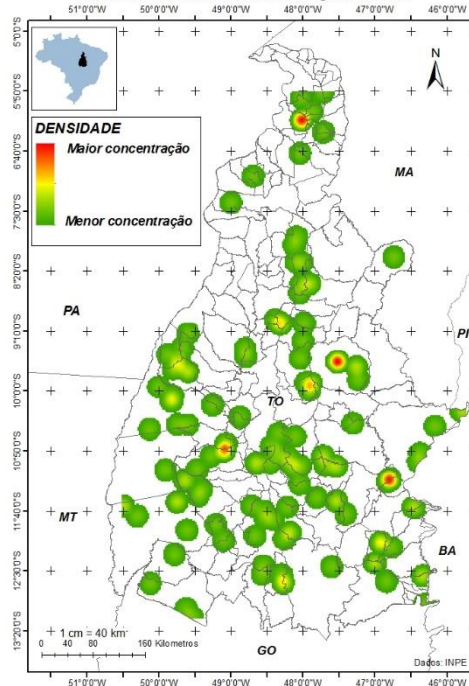 51°0'0"W 50°0'0"W 49°0'0"W 48°0'0"W 47°0'0"W 46°0'0"W
5°0'0"S
5°50'0"S
6°40'0"S
7°30'0"S
8°20'0"S
9°10'0"S
10°0'0"S
10°50'0"S
11°40'0"S
12°30'0"S
13°20'0"S
N
DENSIDADE
Maior concentração
Menor concentração
MA
PA
PI
TO
MT
BA
GO
1 cm = 40 km
0 40 80 160 Kilometros
Dados: INPE
51°0'0"W 50°0'0"W 49°0'0"W 48°0'0"W 47°0'0"W 46°0'0"W